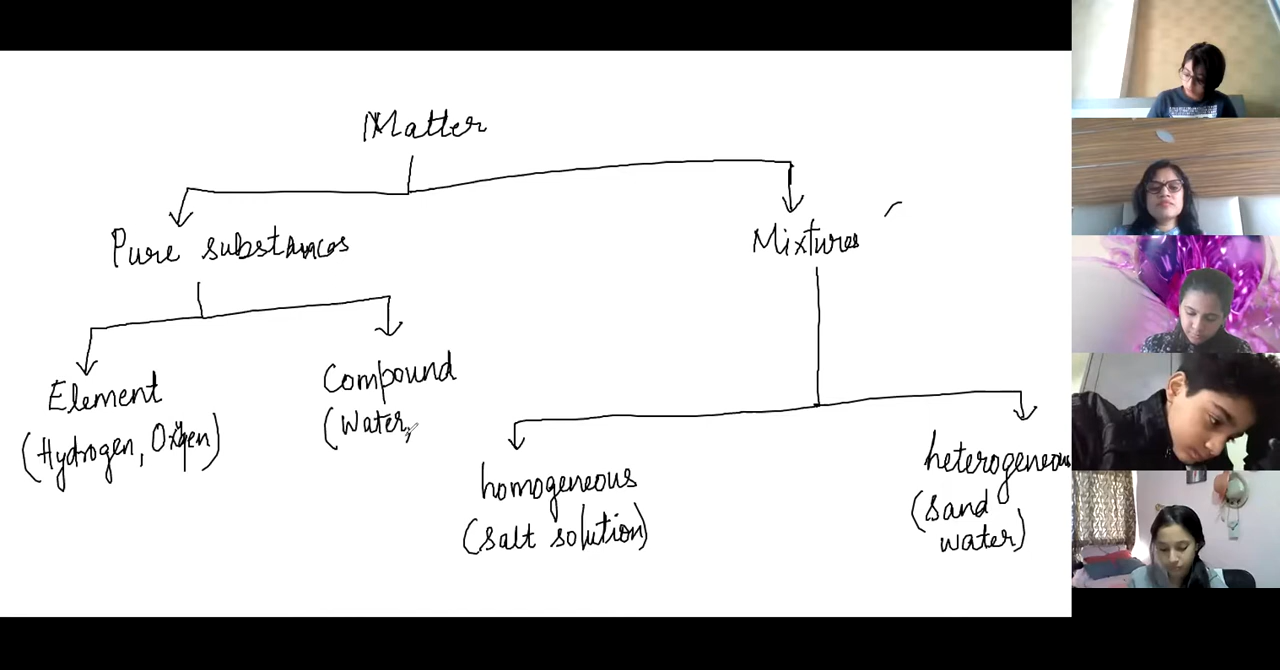 Matter
Pure substances
Mixtures
Element
(Hydrogen, Oxygen)
Compound
(Water,
homogeneous
(salt solution)
heterogeneous
(sand
water)